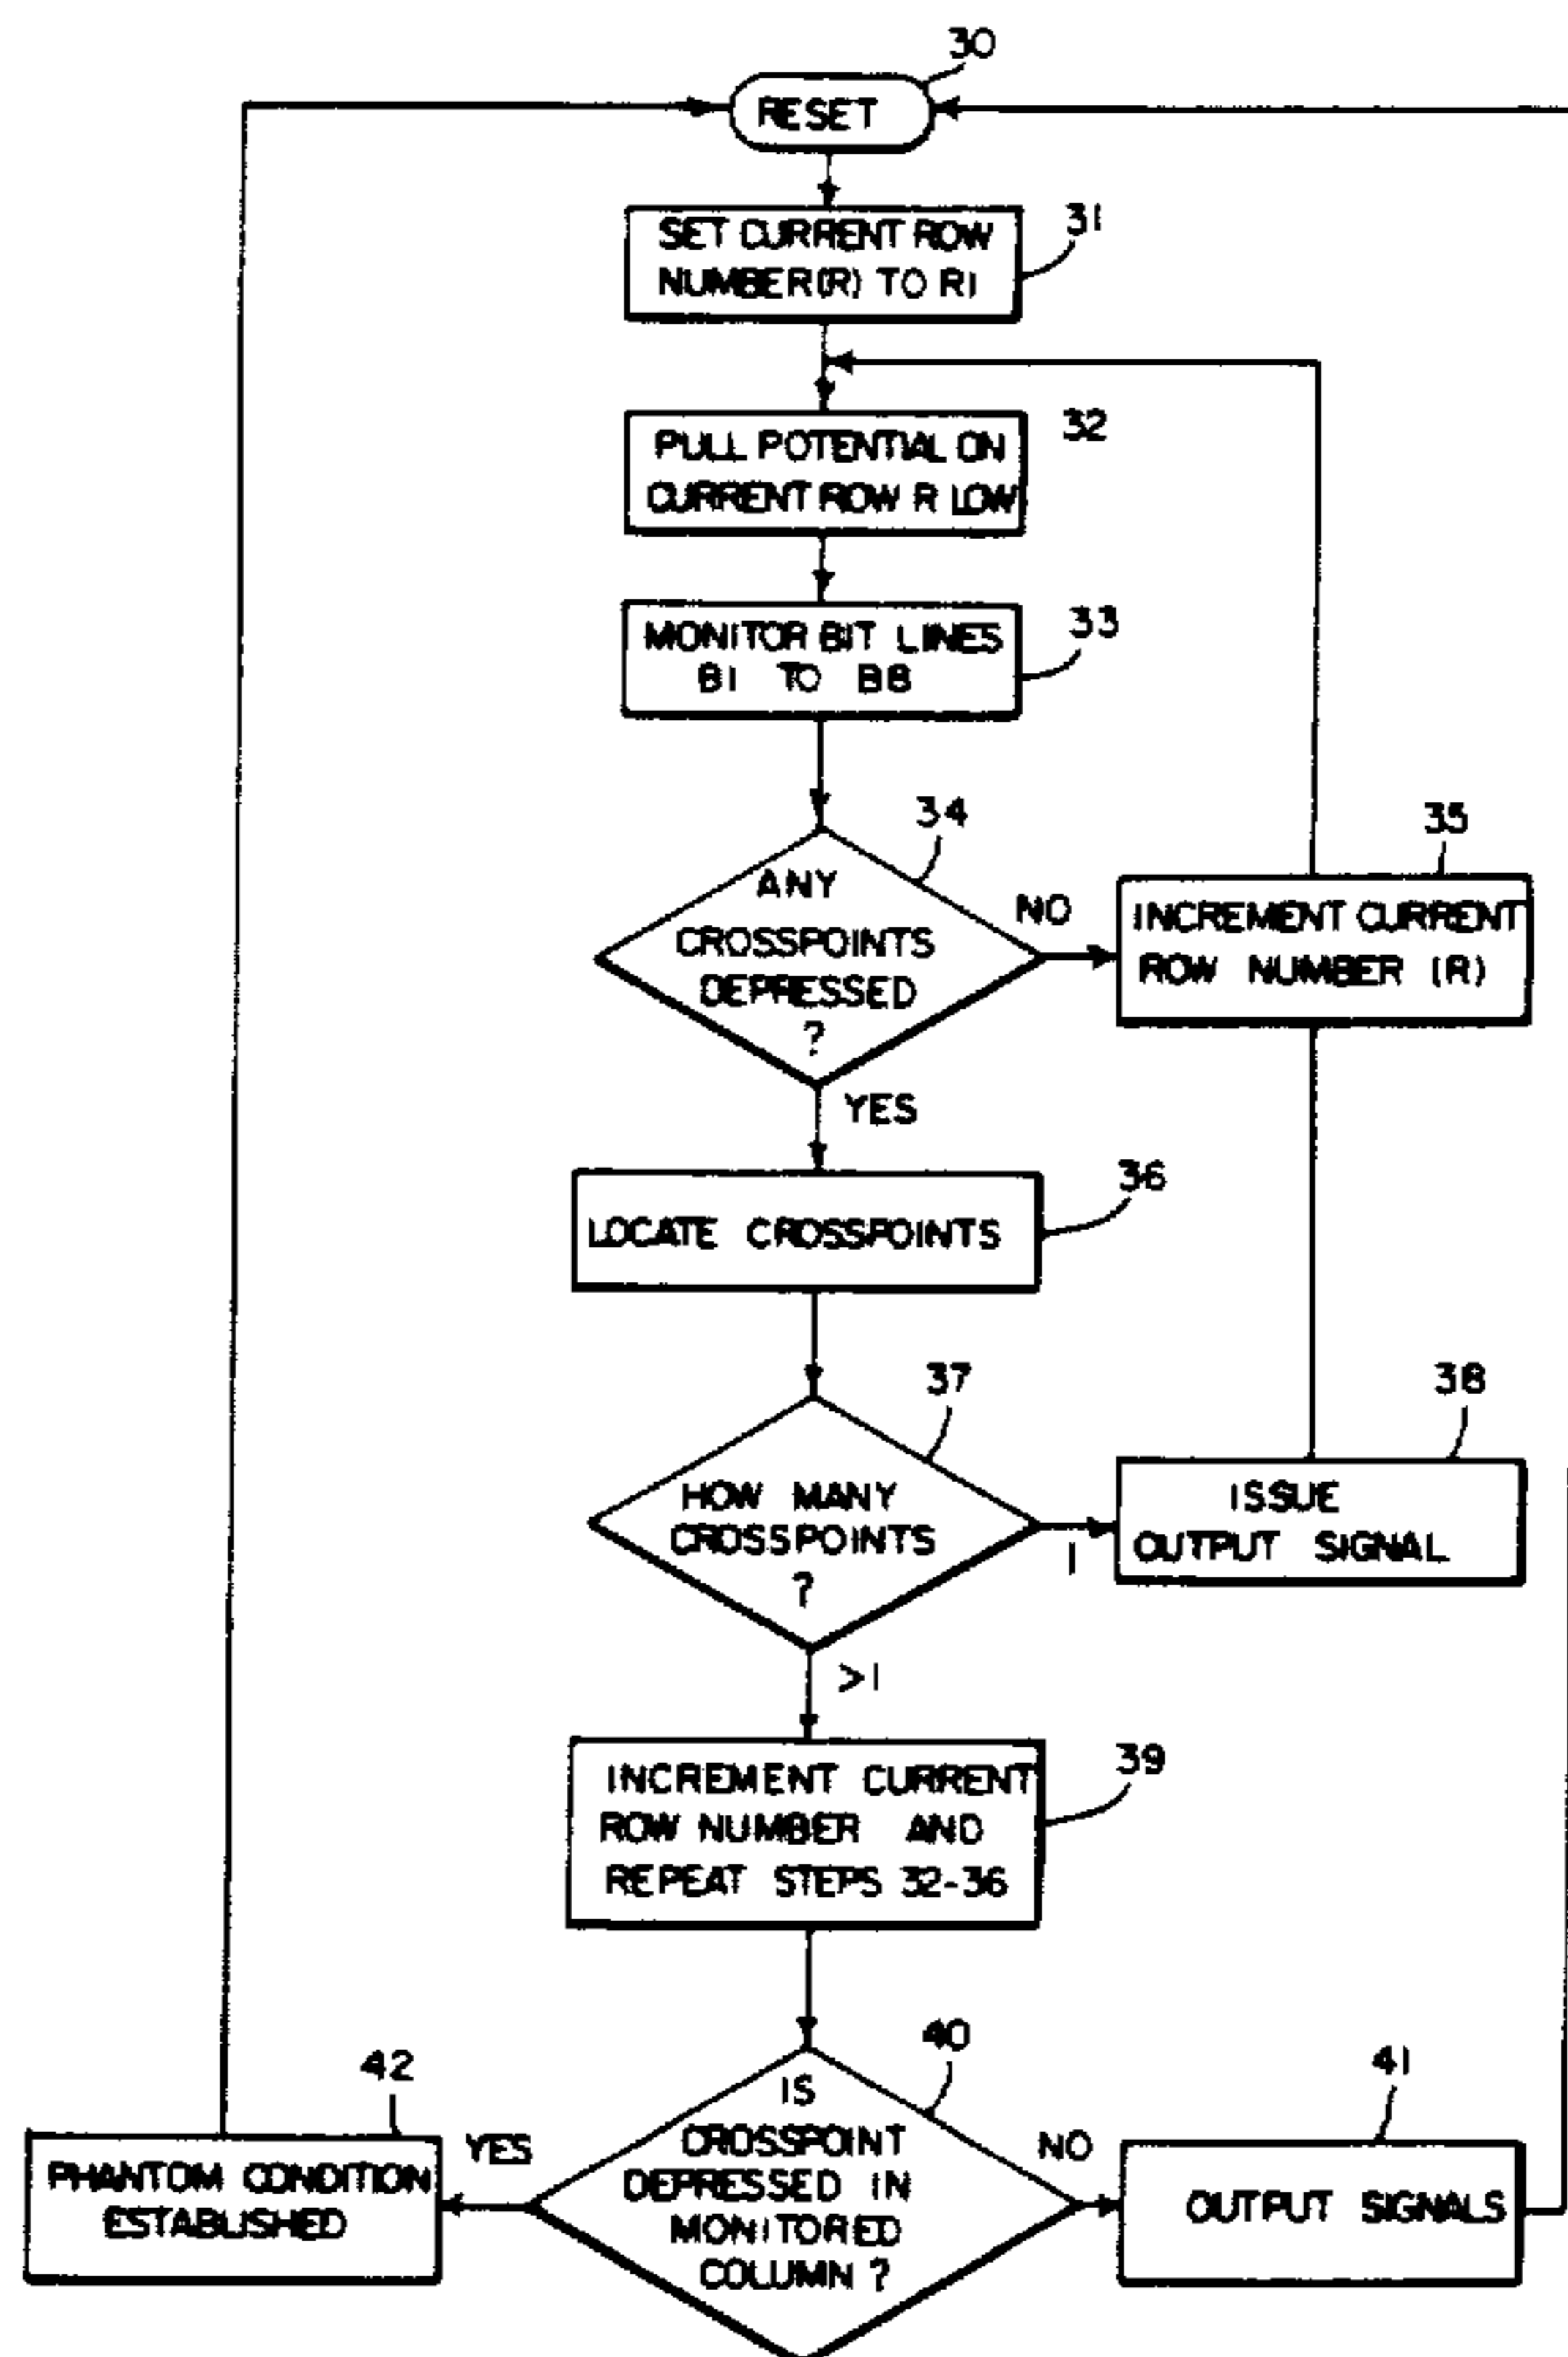 30
RESET
31
SET CURRENT ROW
NUMBER(R) TO R1
32
PULL POTENTIAL ON
CURRENT ROW R LOW
33
MONITOR BIT LINES
B1 TO B8
34
ANY
CROSSPOINTS
DEPRESSED
?
NO
35
INCREMENT CURRENT
ROW NUMBER (R)
YES
36
LOCATE CROSSPOINTS
37
HOW MANY
CROSSPOINTS
?
1
38
ISSUE
OUTPUT SIGNAL
>1
39
INCREMENT CURRENT
ROW NUMBER AND
REPEAT STEPS 32-36
40
IS
CROSSPOINT
DEPRESSED IN
MONITORED
COLUMN ?
YES
42
PHANTOM CONDITION
ESTABLISHED
NO
41
OUTPUT SIGNALS